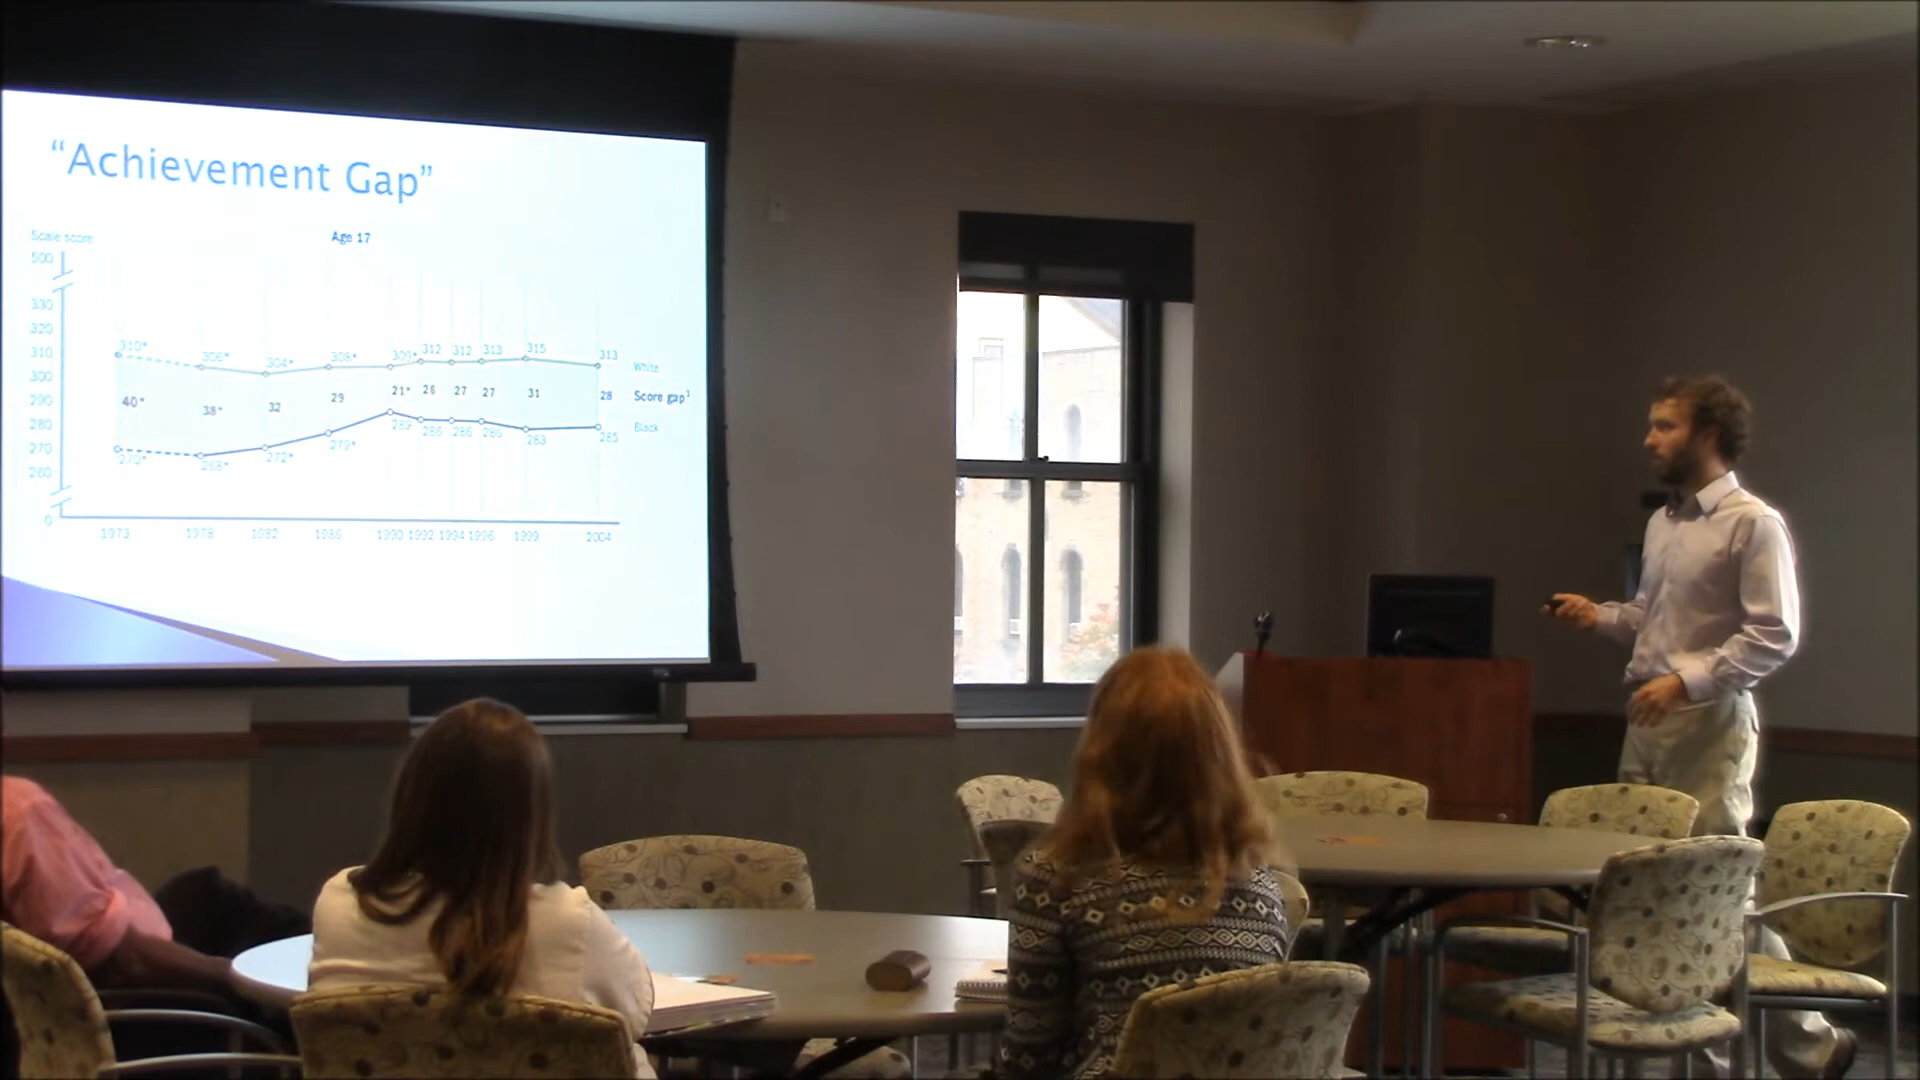 “Achievement Gap”
Scale score
Age 17
500
330
320
310
300
290
280
270
260
0
310* 306* 304* 308* 309* 312 312 313 315 313
White
40* 38* 32 29 21* 26 27 27 31 28 Score gap¹
270* 268* 272* 279* 289 286 286 286 283 285
Black
1973 1978 1982 1986 1990 1992 1994 1996 1999 2004